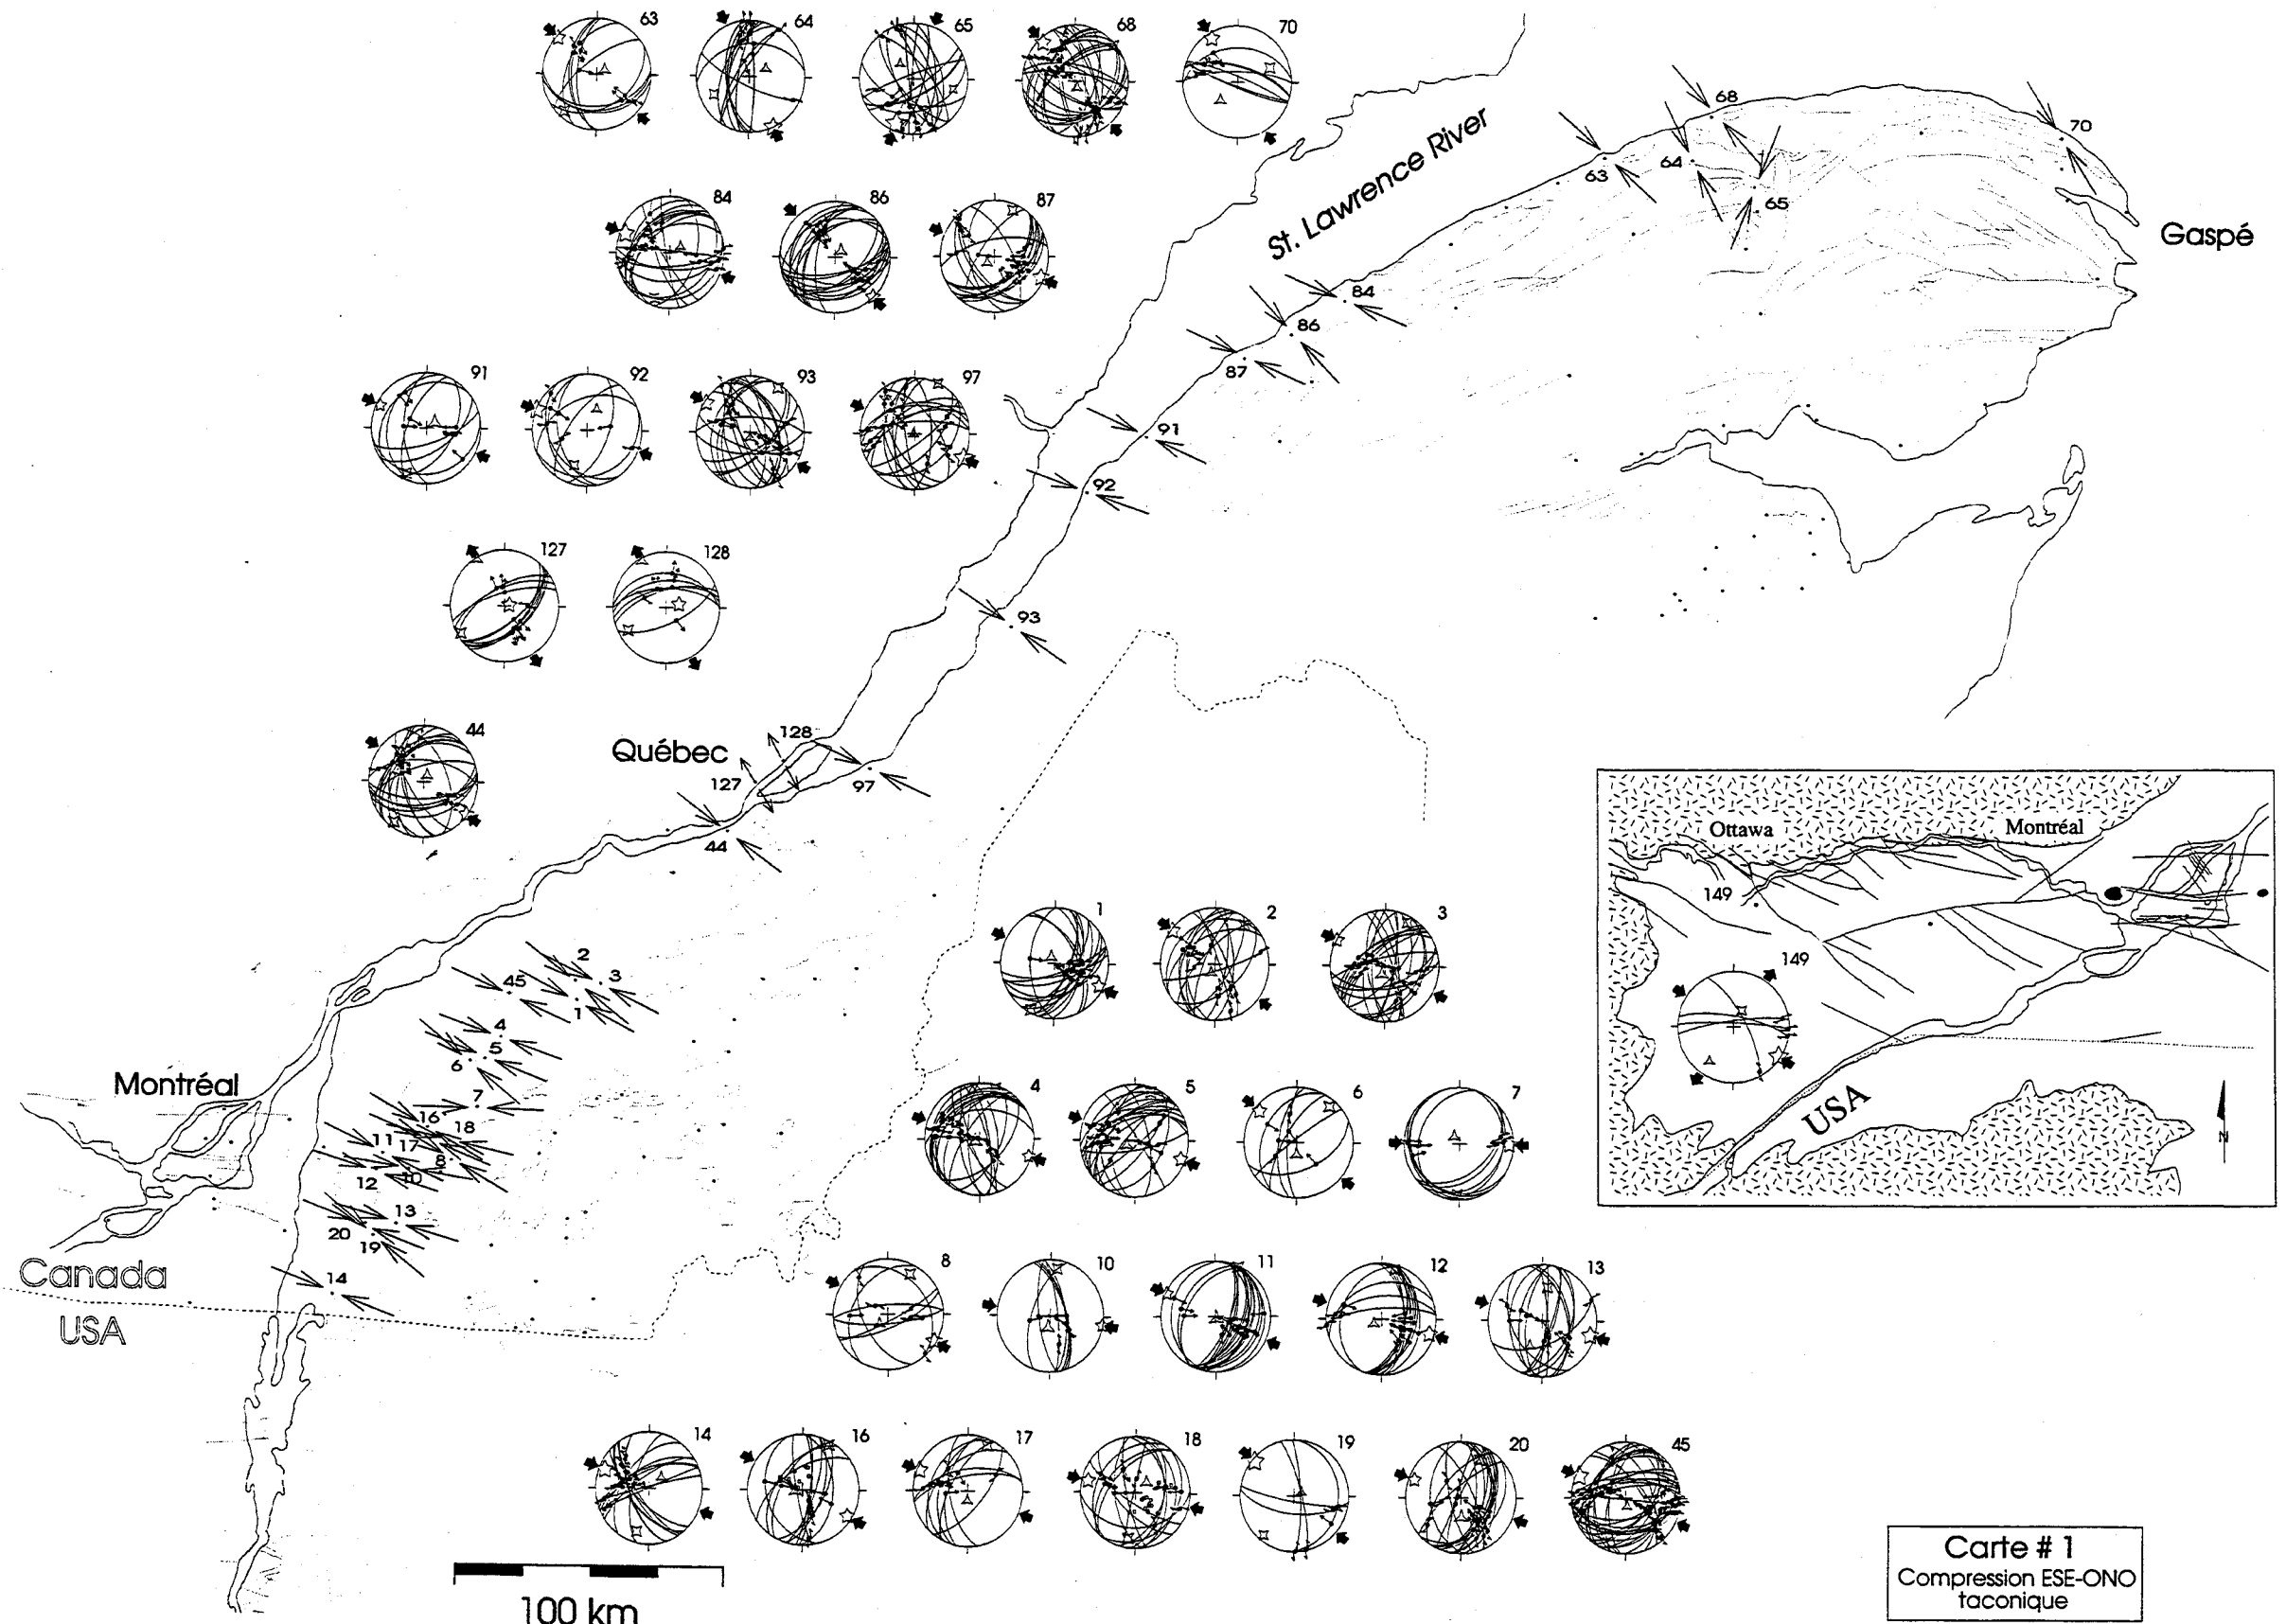 63 64 65 68 70
84 86 87
91 92 93 97
127 128
44
St. Lawrence River
68
70
64
63
65
Gaspé
84
86
87
91
92
93
128
Québec
127
97
44
2
45
3
1
4
5
6
Montréal
7
16
18
11
17
8
12
10
13
20
19
14
Canada
USA
1 2 3
4 5 6 7
8 10 11 12 13
14 16 17 18 19 20 45
Ottawa
Montréal
149
149
USA
N
100 km
Carte # 1
Compression ESE-ONO
taconique